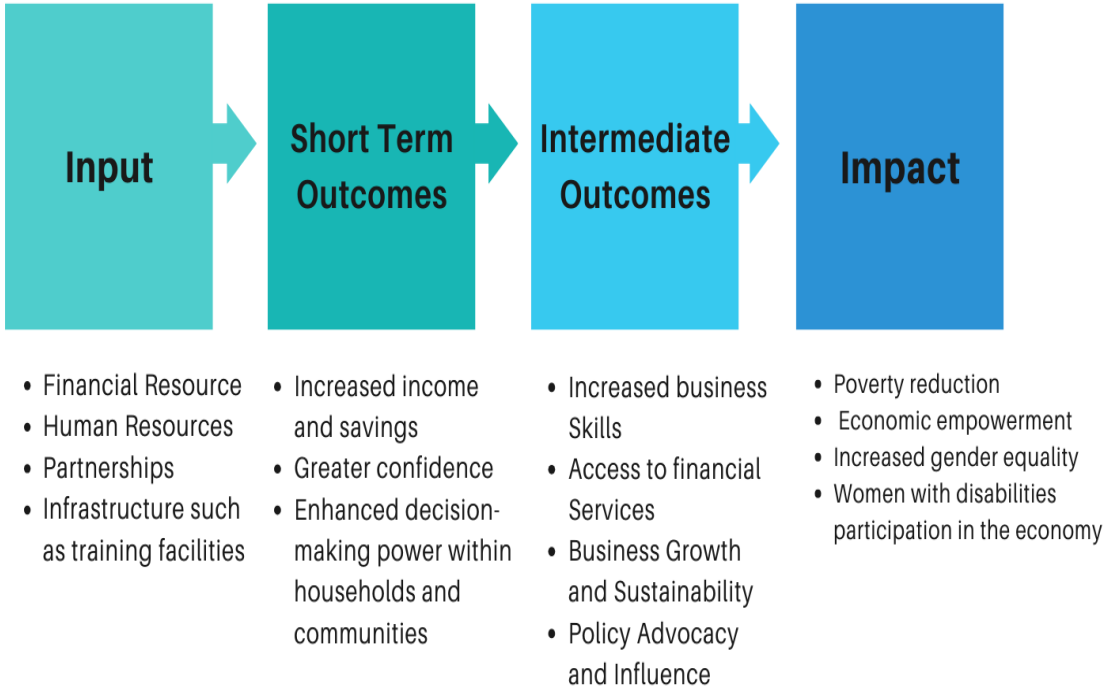 Input
Short Term
Outcomes
Intermediate
Outcomes
Impact
• Financial Resource
• Human Resources
• Partnerships
• Infrastructure such
as training facilities
• Increased income
and savings
• Greater confidence
• Enhanced decision-
making power within
households and
communities
• Increased business
Skills
• Access to financial
Services
• Business Growth
and Sustainability
• Policy Advocacy
and Influence
• Poverty reduction
• Economic empowerment
• Increased gender equality
• Women with disabilities
participation in the economy